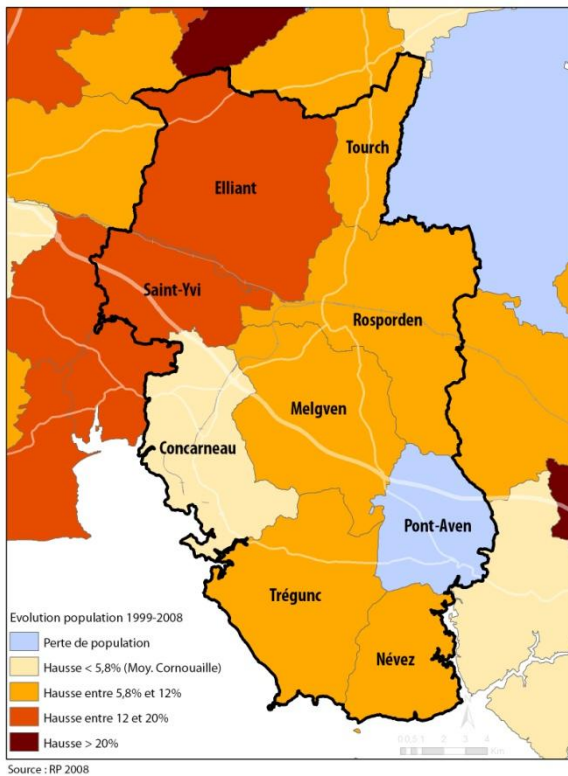 Tourch
Elliant
Saint-Yvi
Rosporden
Melgven
Concarneau
Pont-Aven
Trégunc
Névez
Evolution population 1999-2008
Perte de population
Hausse < 5,8% (Moy. Cornouaille)
Hausse entre 5,8% et 12%
Hausse entre 12 et 20%
Hausse > 20%
Km
Source : RP 2008